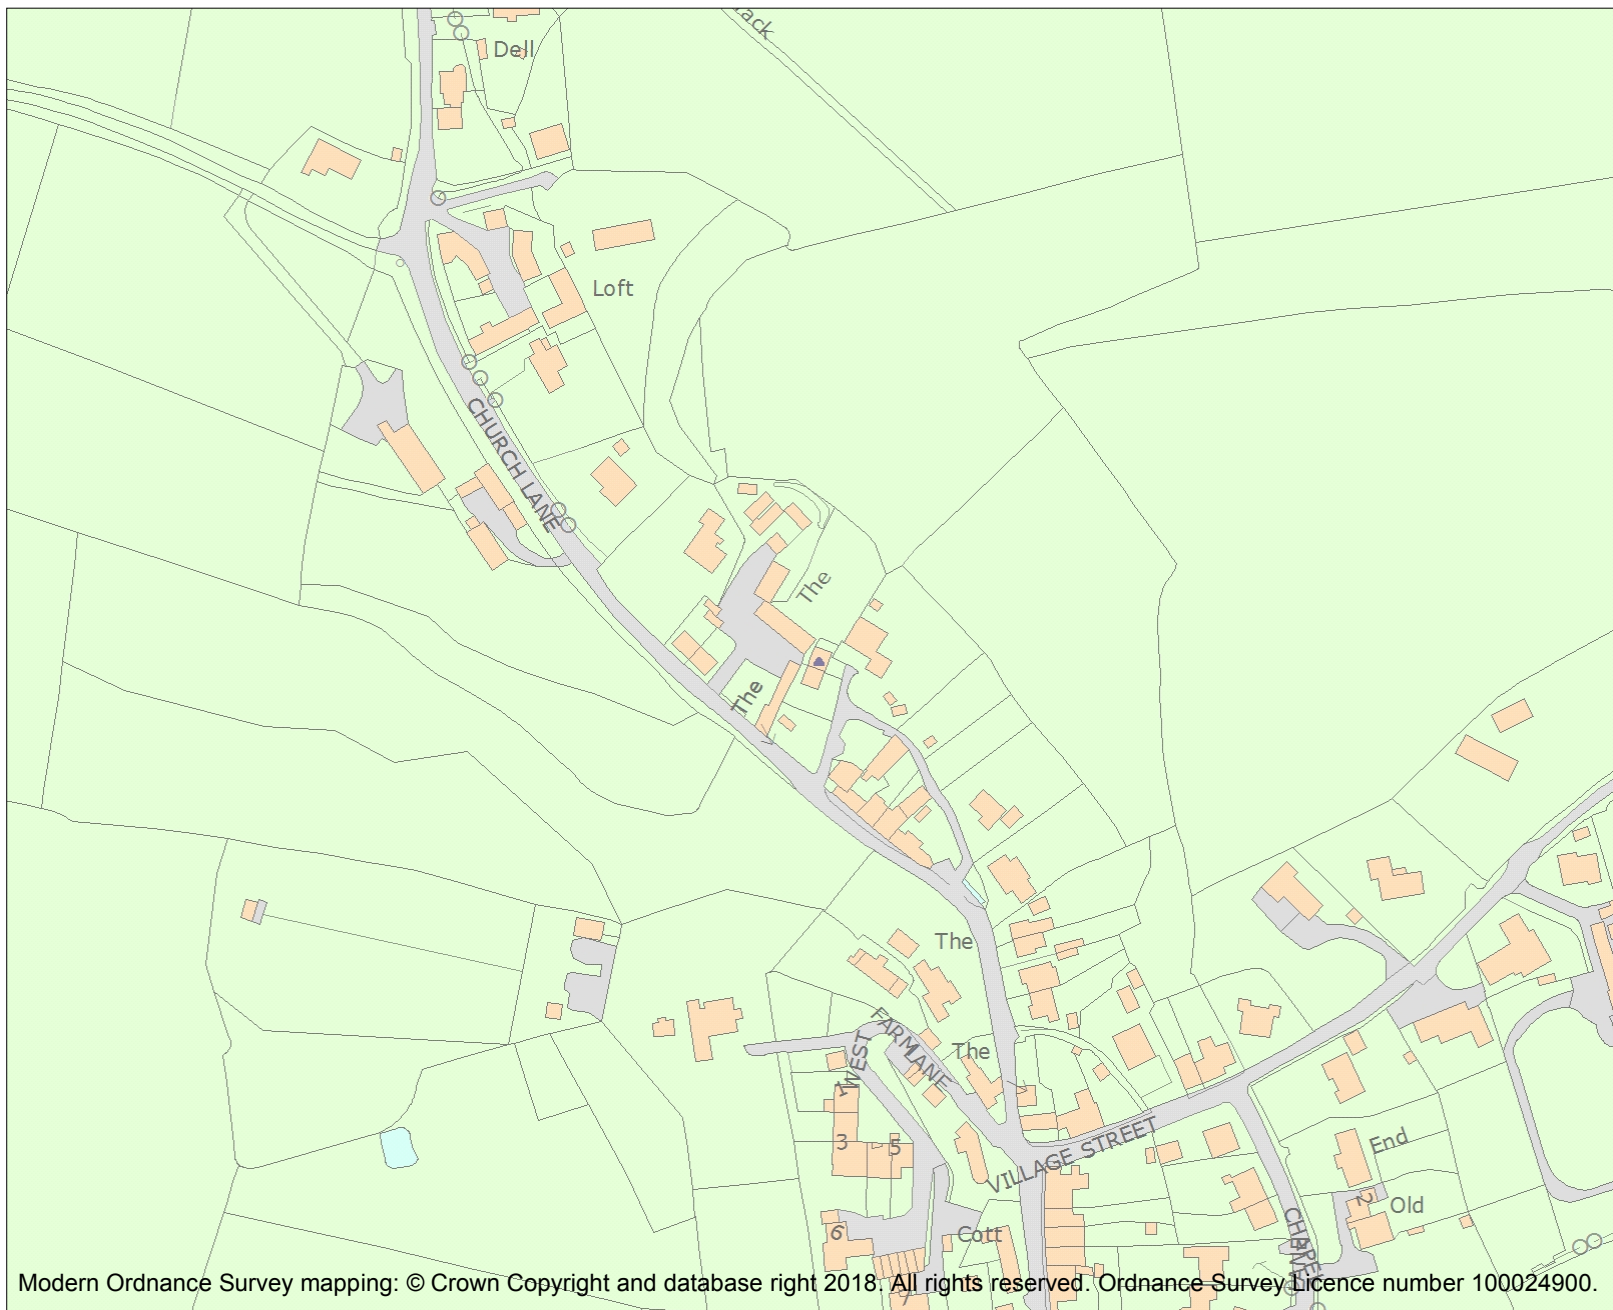 Dell
Loft
CHURCH LANE
The
The
The
FARM LANE
WEST
The
1
3
5
VILLAGE STREET
End
2
Old
6
Cott
CHAPEL
7
Modern Ordnance Survey mapping: © Crown Copyright and database right 2018. All rights reserved. Ordnance Survey Licence number 100024900.